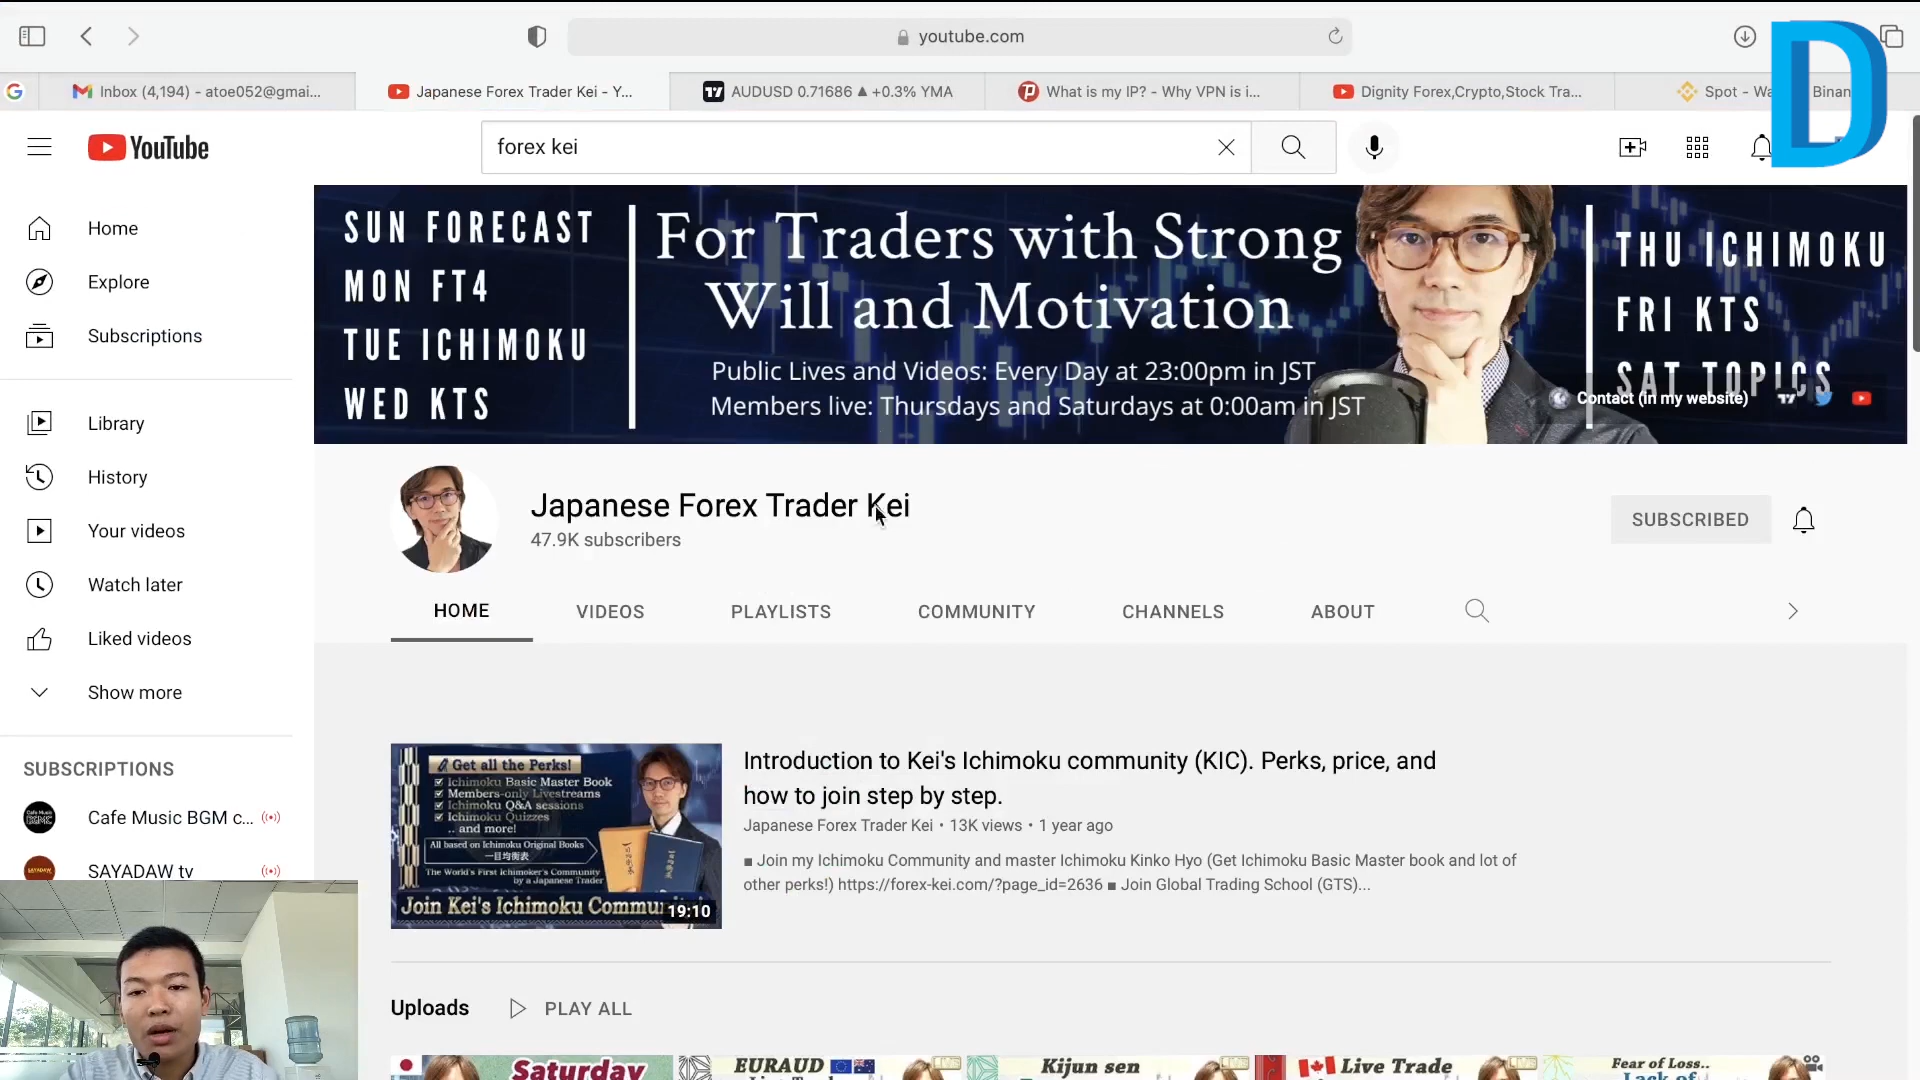 youtube.com
Inbox (4,194) - atoe052@gmai...
Japanese Forex Trader Kei - Y...
AUDUSD 0.71686 ▲ +0.3% YMA
What is my IP? - Why VPN is i...
Dignity Forex,Crypto,Stock Tra...
Spot - Wa
Binan
D
YouTube
forex kei
Home
Explore
Subscriptions
Library
History
Your videos
Watch later
Liked videos
Show more
SUBSCRIPTIONS
Cafe Music BGM c...
SAYADAW tv
SUN FORECAST
MON FT4
TUE ICHIMOKU
WED KTS
For Traders with Strong
Will and Motivation
Public Lives and Videos: Every Day at 23:00pm in JST
Members live: Thursdays and Saturdays at 0:00am in JST
THU ICHIMOKU
FRI KTS
SAT TOPICS
Contact (in my website)
Japanese Forex Trader Kei
47.9K subscribers
SUBSCRIBED
HOME
VIDEOS
PLAYLISTS
COMMUNITY
CHANNELS
ABOUT
Get all the Perks!
Ichimoku Basic Master Book
Members-only Livestreams
Ichimoku Q&A sessions
Ichimoku Quizzes
.. and more!
All based on Ichimoku Original Books
一目均衡表
The World's First Ichimoker's Community
by a Japanese Trader
Join Kei's Ichimoku Commu
19:10
Introduction to Kei's Ichimoku community (KIC). Perks, price, and
how to join step by step.
Japanese Forex Trader Kei • 13K views • 1 year ago
■ Join my Ichimoku Community and master Ichimoku Kinko Hyo (Get Ichimoku Basic Master book and lot of
other perks!) https://forex-kei.com/?page_id=2636 ■ Join Global Trading School (GTS)...
Uploads
PLAY ALL
Saturday
EURAUD
Kijun sen
Live Trade
Fear of Loss..
Lack of